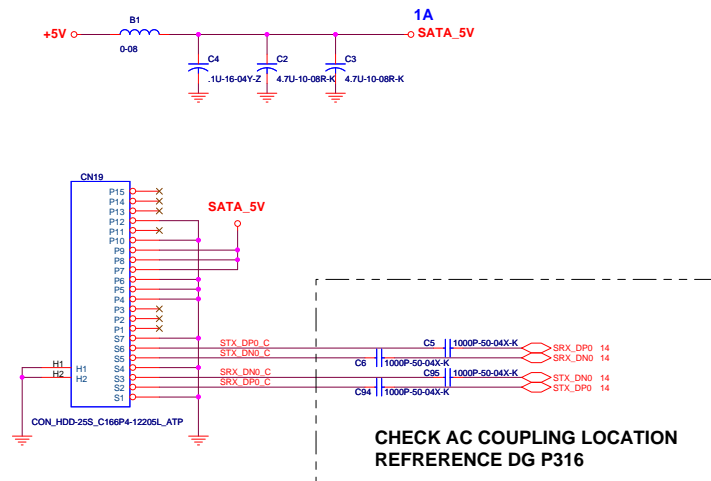 1A
B1
+5V
SATA_5V
0-08
C4
C2
C3
.1U-16-04Y-Z
4.7U-10-08R-K
4.7U-10-08R-K
CN19
P15
P14
P13
P12
P11
P10
P9
P8
P7
P6
P5
P4
P3
P2
P1
S7
S6
S5
S4
S3
S2
S1
SATA_5V
H1
H2
H1
H2
STX_DP0_C
STX_DN0_C
SRX_DN0_C
SRX_DP0_C
C5
1000P-50-04X-K
SRX_DP0 14
SRX_DN0 14
C6
1000P-50-04X-K
C95
1000P-50-04X-K
STX_DN0 14
STX_DP0 14
C94
1000P-50-04X-K
CON_HDD-25S_C166P4-12205L_ATP
CHECK AC COUPLING LOCATION
REFRERENCE DG P316